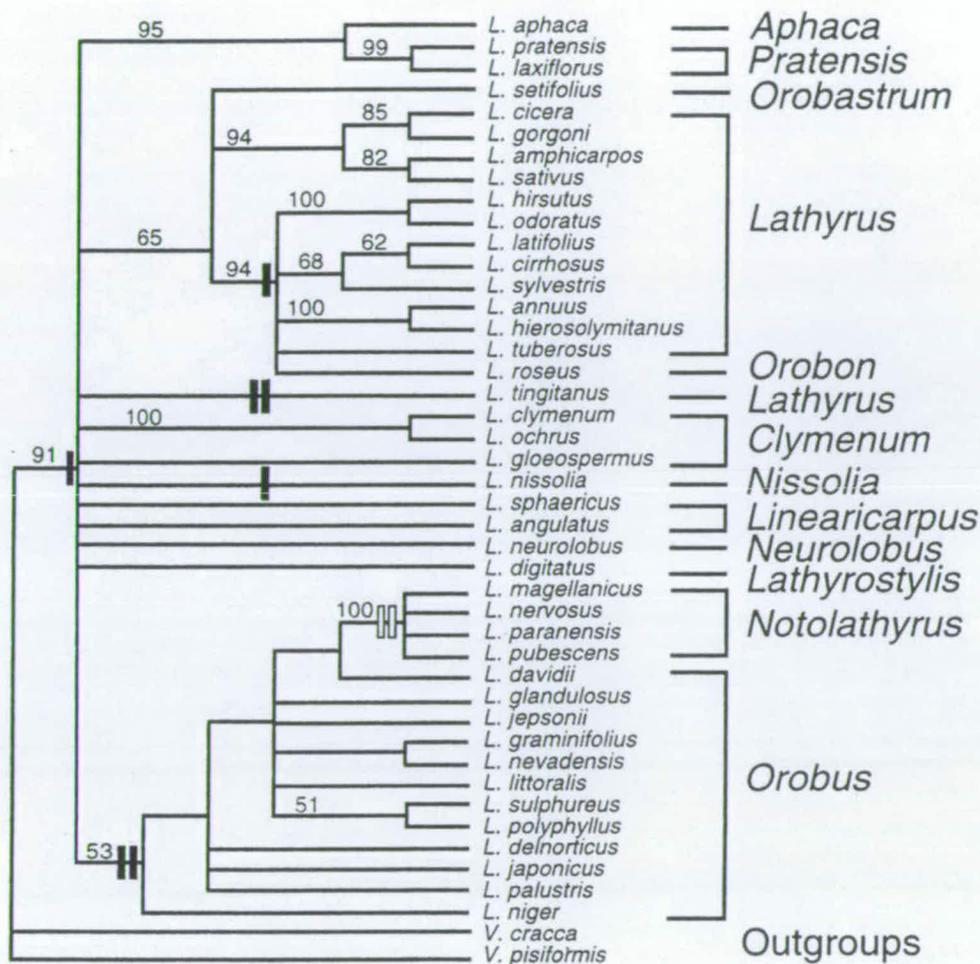 95
L. aphaca
Aphaca
99
L. pratensis
Pratensis
L. laxiflorus
L. setifolius
Orobastrum
85
L. cicera
94
L. gorgoni
82
L. amphicarpos
L. sativus
100
L. hirsutus
L. odoratus
Lathyrus
65
62
L. latifolius
94
68
L. cirrhosus
L. sylvestris
100
L. annuus
L. hierosolymitanus
L. tuberosus
L. roseus
Orobon
L. tingitanus
Lathyrus
100
L. clymenum
L. ochrus
Clymenum
91
L. gloeospermus
L. nissolia
Nissolia
L. sphaericus
Linearicarpus
L. angulatus
L. neurolobus
Neurolobus
L. digitatus
Lathyrostylis
L. magellanicus
100
L. nervosus
Notolathyrus
L. paranensis
L. pubescens
L. davidii
L. glandulosus
L. jepsonii
L. graminifolius
L. nevadensis
Orobus
L. littoralis
51
L. sulphureus
L. polyphyllus
53
L. delnorticus
L. japonicus
L. palustris
L. niger
V. cracca
Outgroups
V. pisiformis